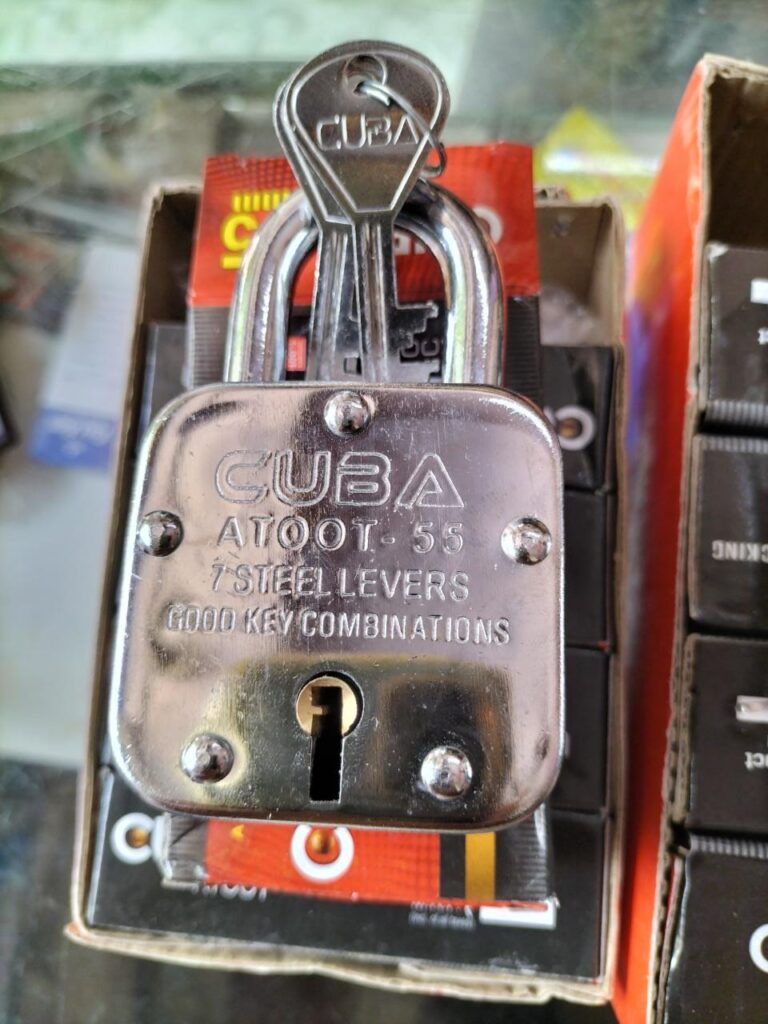 CUBA
CUBA
ATOOT-55
7 STEEL LEVERS
GOOD KEY COMBINATIONS